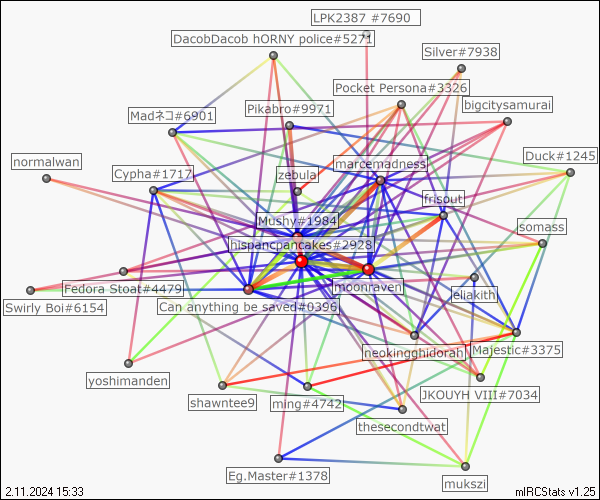 LPK2387 #7690
DacobDacob hORNY police#5271
Silver#7938
Pocket Persona#3326
bigcitysamurai
Pikabro#9971
Madネコ#6901
normalwan
marcemadness
Duck#1245
Cypha#1717
zebula
frisout
Mushy#1984
somass
hispancpancakes#2928
Fedora Stoat#4479
moonraven
eliakith
Swirly Boi#6154
Can anything be saved#0396
neokingghidorah
Majestic#3375
yoshimanden
JKOUYH VIII#7034
shawntee9
ming#4742
thesecondtwat
Eg.Master#1378
mukszi
2.11.2024 15:33
mIRCStats v1.25